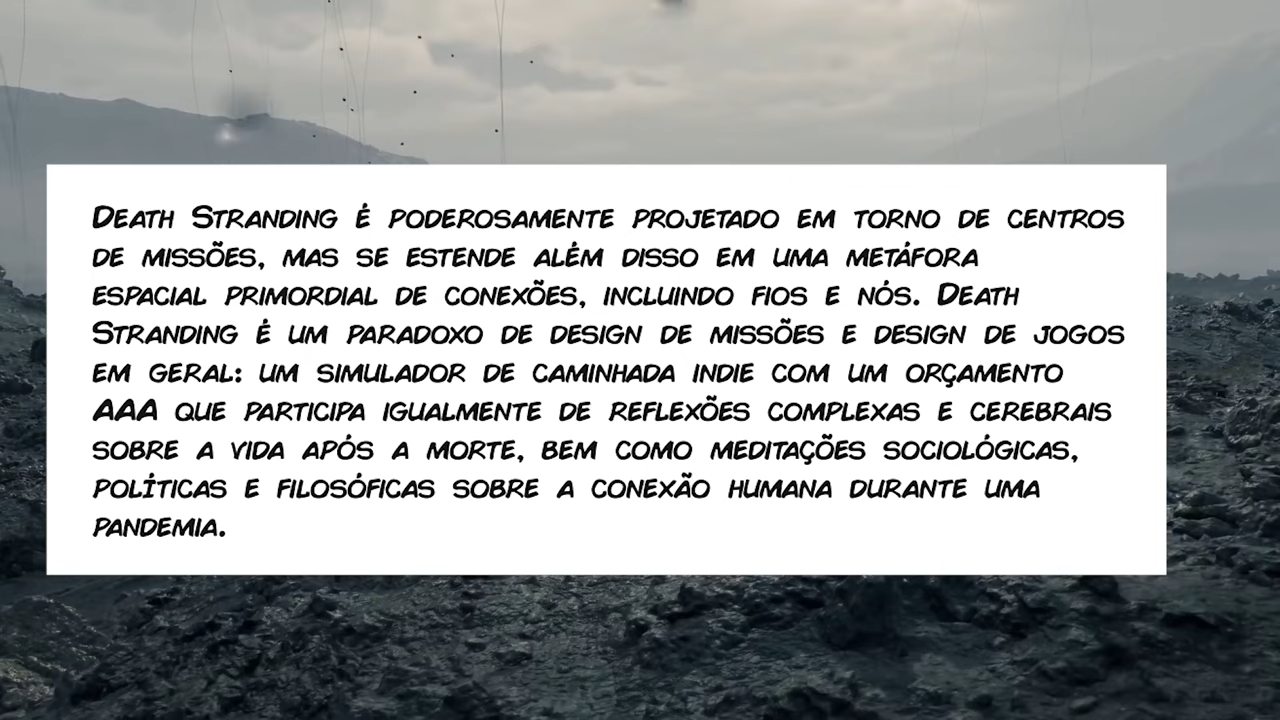 Death Stranding é poderosamente projetado em torno de centros
de missões, mas se estende além disso em uma metáfora
espacial primordial de conexões, incluindo fios e nós. Death
Stranding é um paradoxo de design de missões e design de jogos
em geral: um simulador de caminhada indie com um orçamento
AAA que participa igualmente de reflexões complexas e cerebrais
sobre a vida após a morte, bem como meditações sociológicas,
políticas e filosóficas sobre a conexão humana durante uma
pandemia.